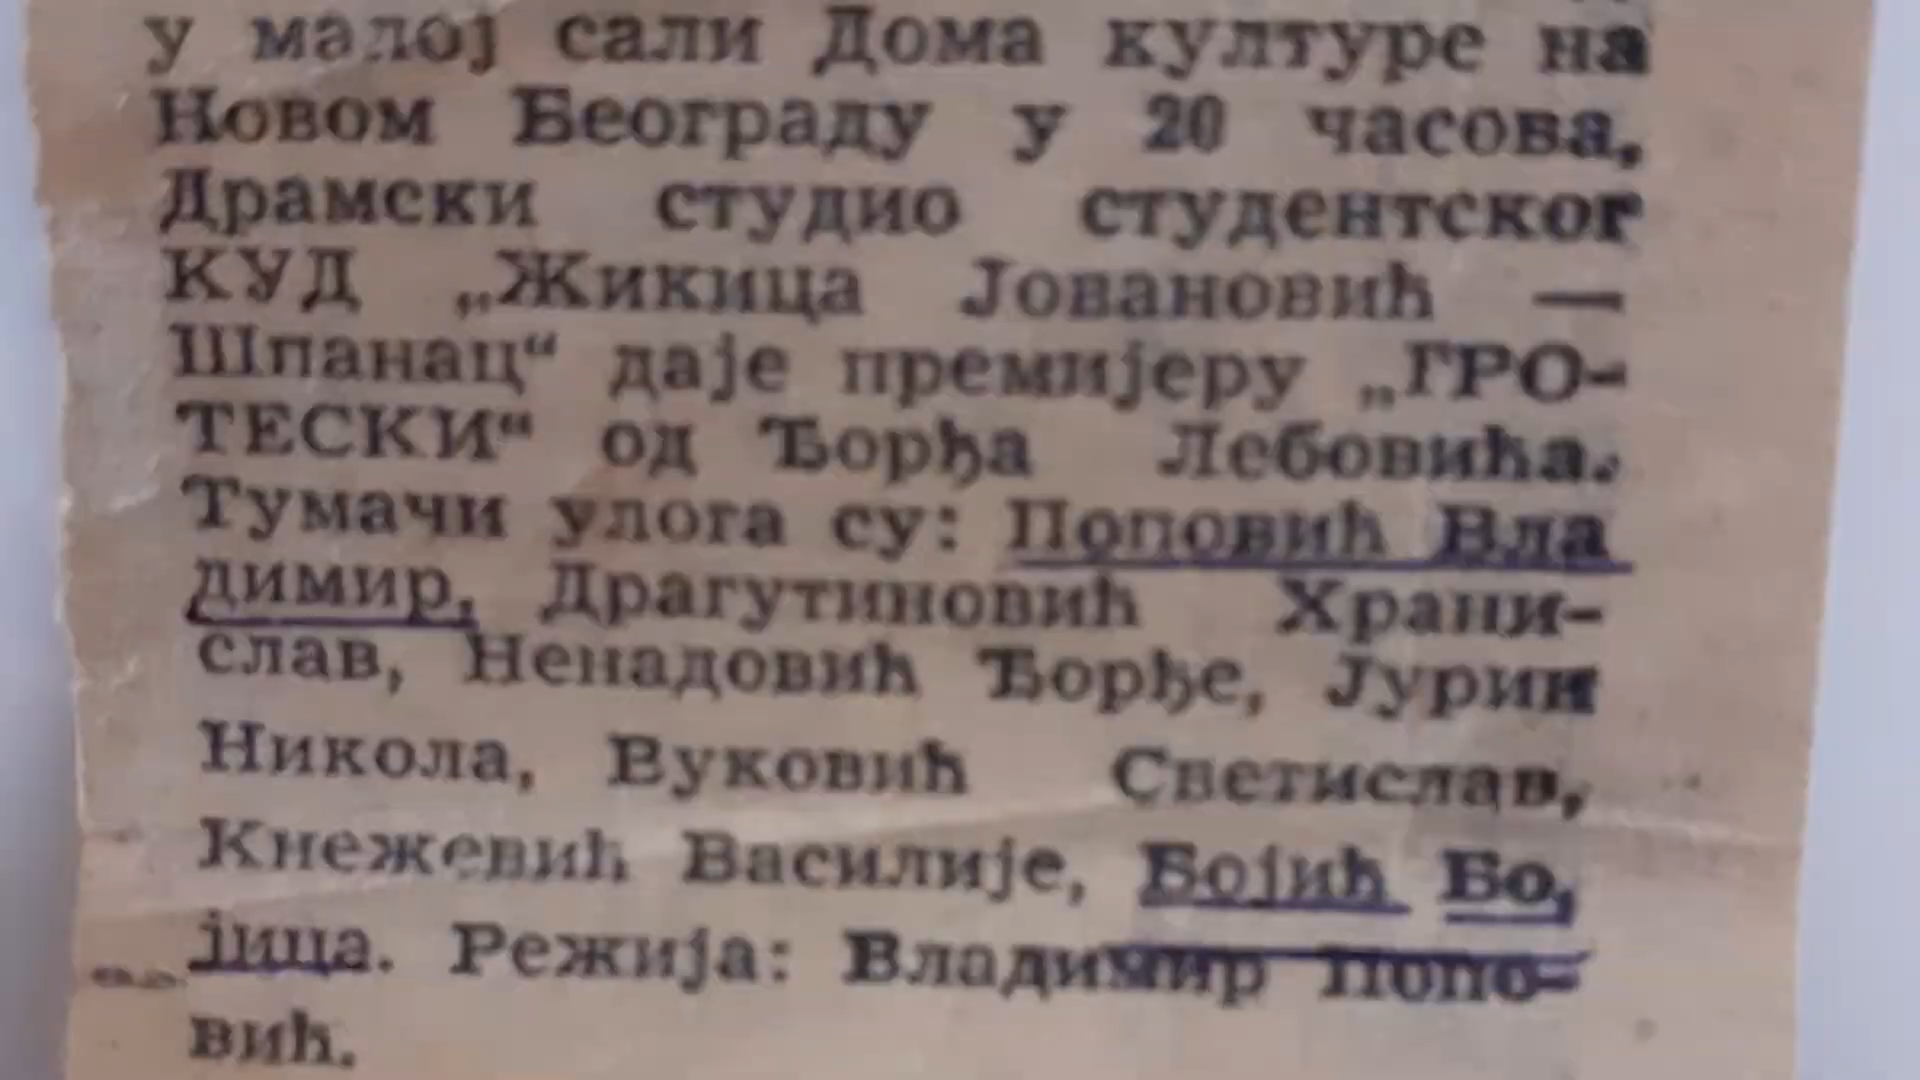 у малој сали Дома културе на
Новом Београду у 20 часова,
Драмски студио студентског
КУД „Жикица Јовановић —
Шпанац“ даје премијеру „ГРО-
ТЕСКИ“ од Ђорђа Лебовића.
Тумачи улога су: Поповић Вла
димир, Драгутиновић Храни-
слав, Ненадовић Ђорђе, Јурин
Никола, Вуковић Светислав,
Кнежевић Василије, Бојић Бо,
јица. Режија: Владимир Попо-
вић.